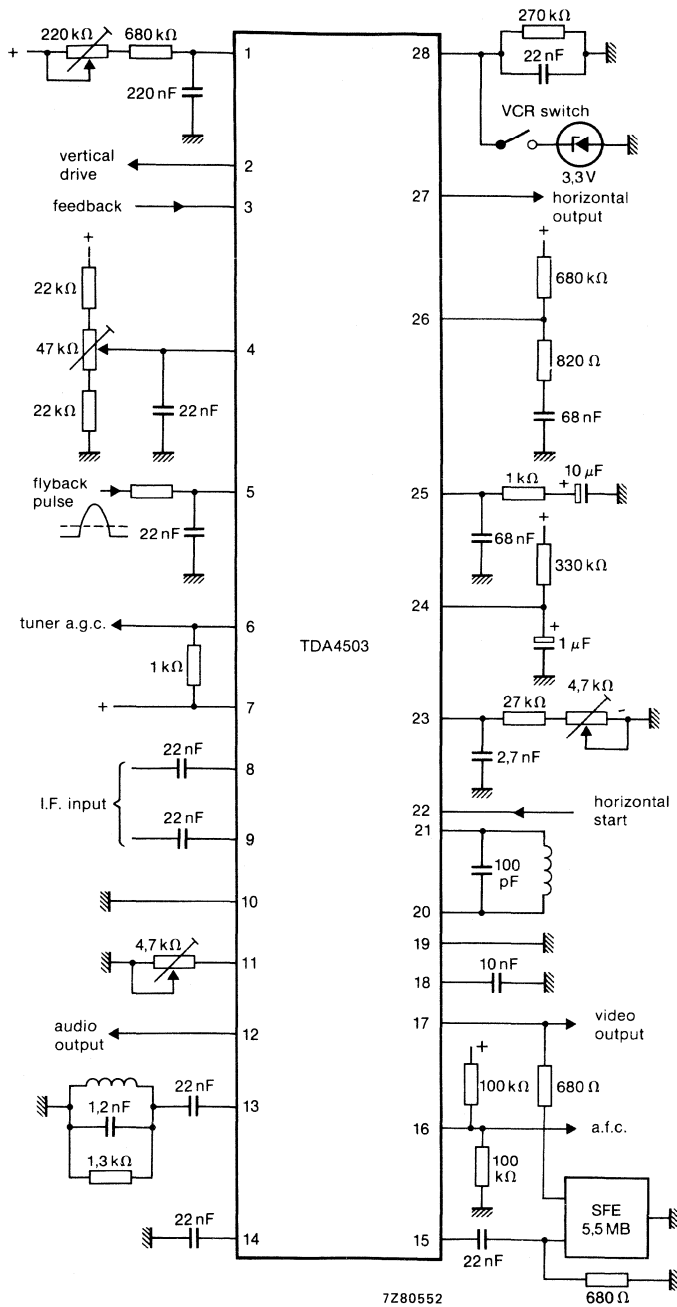 220 kΩ 680 kΩ
+ 1
220 nF
vertical
drive 2
feedback 3
+
22 kΩ
47 kΩ 4
22 kΩ 22 nF
flyback
pulse 5
22 nF
tuner a.g.c. 6
1 kΩ
+ 7
22 nF
8
I.F. input
22 nF
9
10
4,7 kΩ
11
audio
output 12
22 nF
13
1,2 nF
1,3 kΩ
22 nF
14
TDA4503
270 kΩ
28
22 nF
VCR switch
3,3 V
27 horizontal
output
+
680 kΩ
26
820 Ω
68 nF
1 kΩ + 10 μF
25
68 nF
+
330 kΩ
24
+
1 μF
27 kΩ 4,7 kΩ
23
2,7 nF
22 horizontal
start
21
100
pF
20
19
10 nF
18
17 video
output
+
100 kΩ 680 Ω
16 a.f.c.
100
kΩ
SFE
5,5 MB
15
22 nF
680 Ω
7Z80552